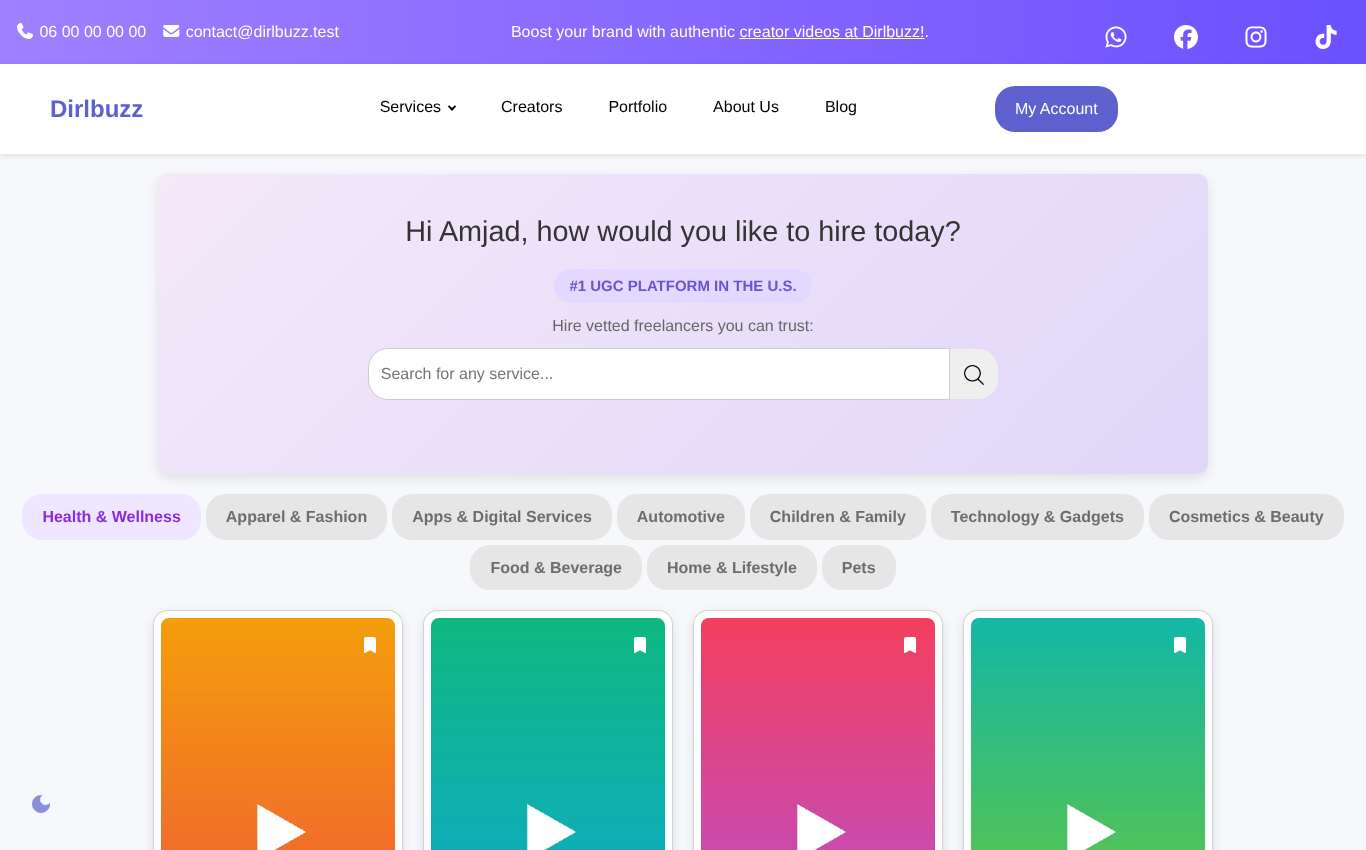 06 00 00 00 00 contact@dirlbuzz.test Boost your brand with authentic creator videos at Dirlbuzz!.
Dirlbuzz Services Creators Portfolio About Us Blog My Account
Hi Amjad, how would you like to hire today?
#1 UGC PLATFORM IN THE U.S.
Hire vetted freelancers you can trust:
Search for any service...
Health & Wellness Apparel & Fashion Apps & Digital Services Automotive Children & Family Technology & Gadgets Cosmetics & Beauty
Food & Beverage Home & Lifestyle Pets